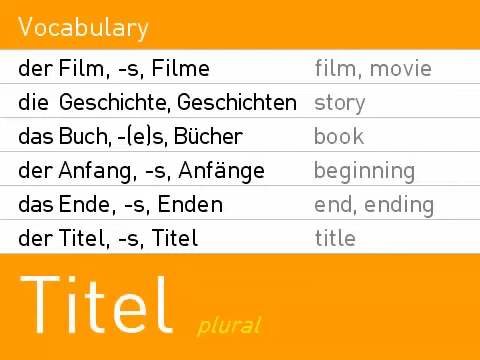 Vocabulary
der Film, -s, Filme film, movie
die Geschichte, Geschichten story
das Buch, -(e)s, Bücher book
der Anfang, -s, Anfänge beginning
das Ende, -s, Enden end, ending
der Titel, -s, Titel title
Titel plural